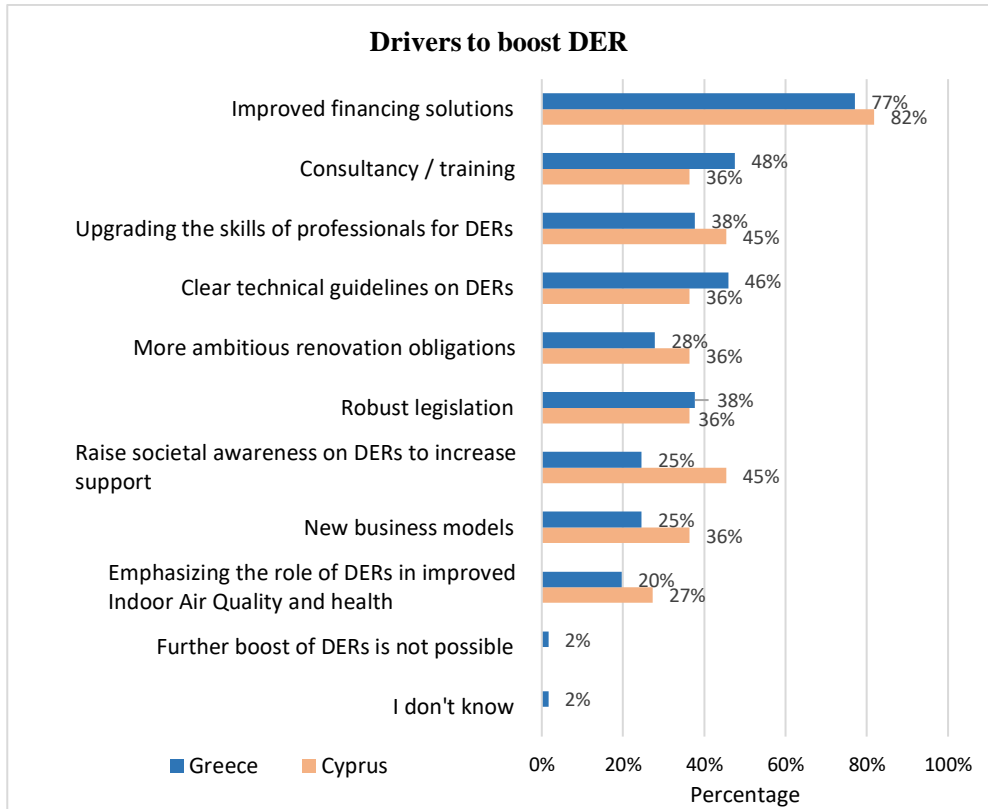 Drivers to boost DER
Improved financing solutions
77%
82%
Consultancy / training
48%
36%
Upgrading the skills of professionals for DERs
38%
45%
Clear technical guidelines on DERs
46%
36%
More ambitious renovation obligations
28%
36%
Robust legislation
38%
36%
Raise societal awareness on DERs to increase
support
25%
45%
New business models
25%
36%
Emphasizing the role of DERs in improved
Indoor Air Quality and health
20%
27%
Further boost of DERs is not possible
2%
I don't know
2%
Greece Cyprus
0% 20% 40% 60% 80% 100%
Percentage